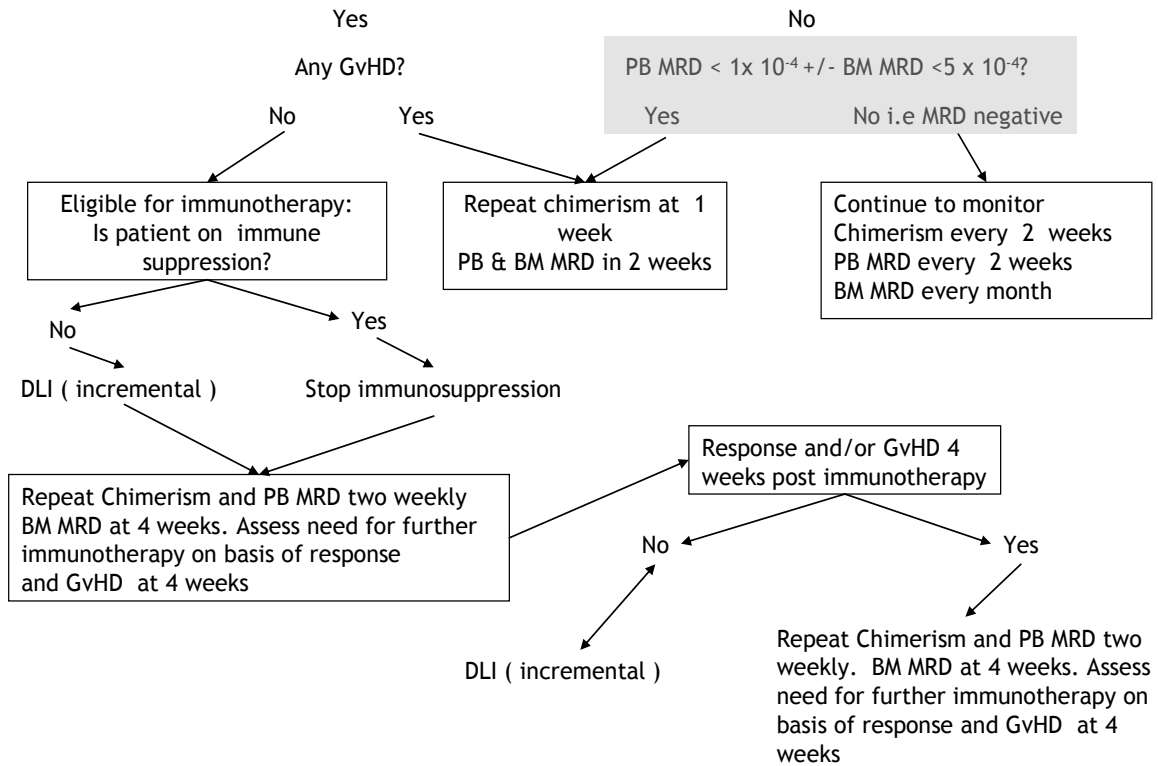 Yes
No
Any GvHD?
PB MRD < 1x 10⁻⁴ +/- BM MRD <5 x 10⁻⁴?
No
Yes
Yes
No i.e MRD negative
Eligible for immunotherapy:
Is patient on immune
suppression?
Repeat chimerism at 1
week
PB & BM MRD in 2 weeks
Continue to monitor
Chimerism every 2 weeks
PB MRD every 2 weeks
BM MRD every month
No
Yes
DLI ( incremental )
Stop immunosuppression
Repeat Chimerism and PB MRD two weekly
BM MRD at 4 weeks. Assess need for further
immunotherapy on basis of response
and GvHD at 4 weeks
Response and/or GvHD 4
weeks post immunotherapy
No
Yes
DLI ( incremental )
Repeat Chimerism and PB MRD two
weekly. BM MRD at 4 weeks. Assess
need for further immunotherapy on
basis of response and GvHD at 4
weeks